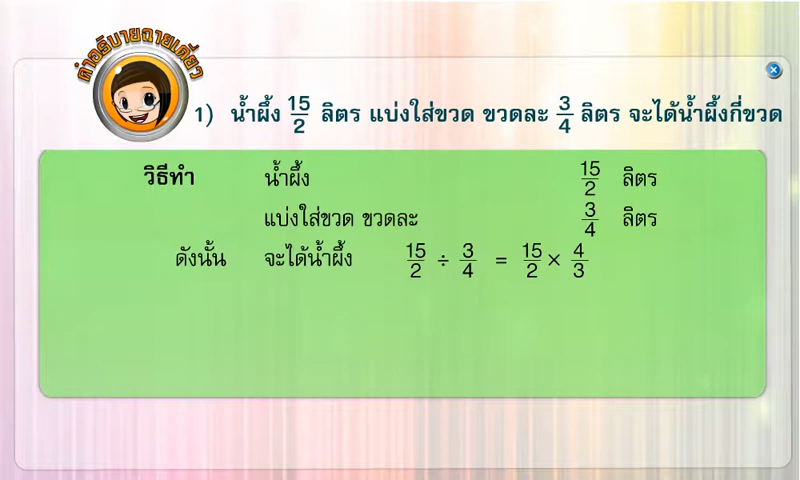 คำอธิบายฉายเดี่ยว
1) น้ำผึ้ง 15/2 ลิตร แบ่งใส่ขวด ขวดละ 3/4 ลิตร จะได้น้ำผึ้งกี่ขวด
วิธีทำ น้ำผึ้ง 15/2 ลิตร
แบ่งใส่ขวด ขวดละ 3/4 ลิตร
ดังนั้น จะได้น้ำผึ้ง 15/2 ÷ 3/4 = 15/2 × 4/3